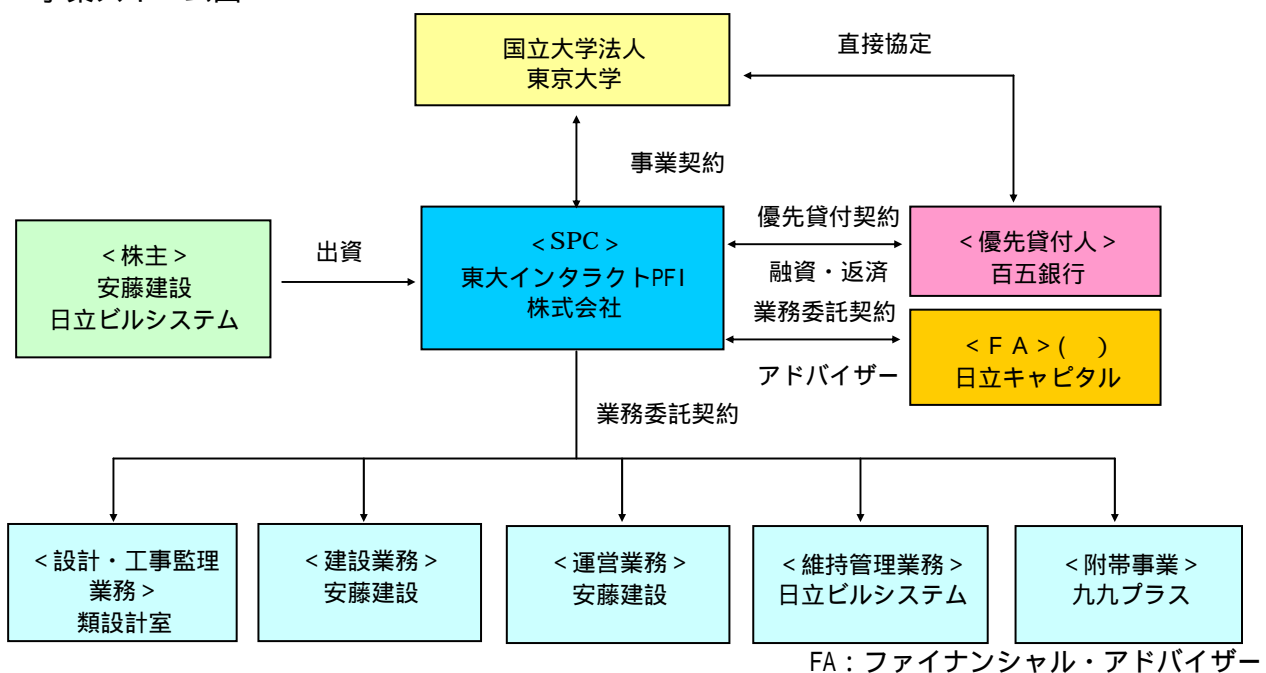 国立大学法人
東京大学
直接協定
事業契約
<株主>
安藤建設
日立ビルシステム
出資
<SPC>
東大インタラクトPFI
株式会社
優先貸付契約
融資・返済
<優先貸付人>
百五銀行
業務委託契約
アドバイザー
<FA>( )
日立キャピタル
業務委託契約
<設計・工事監理
業務>
類設計室
<建設業務>
安藤建設
<運営業務>
安藤建設
<維持管理業務>
日立ビルシステム
<附帯事業>
九九プラス
FA:ファイナンシャル・アドバイザー